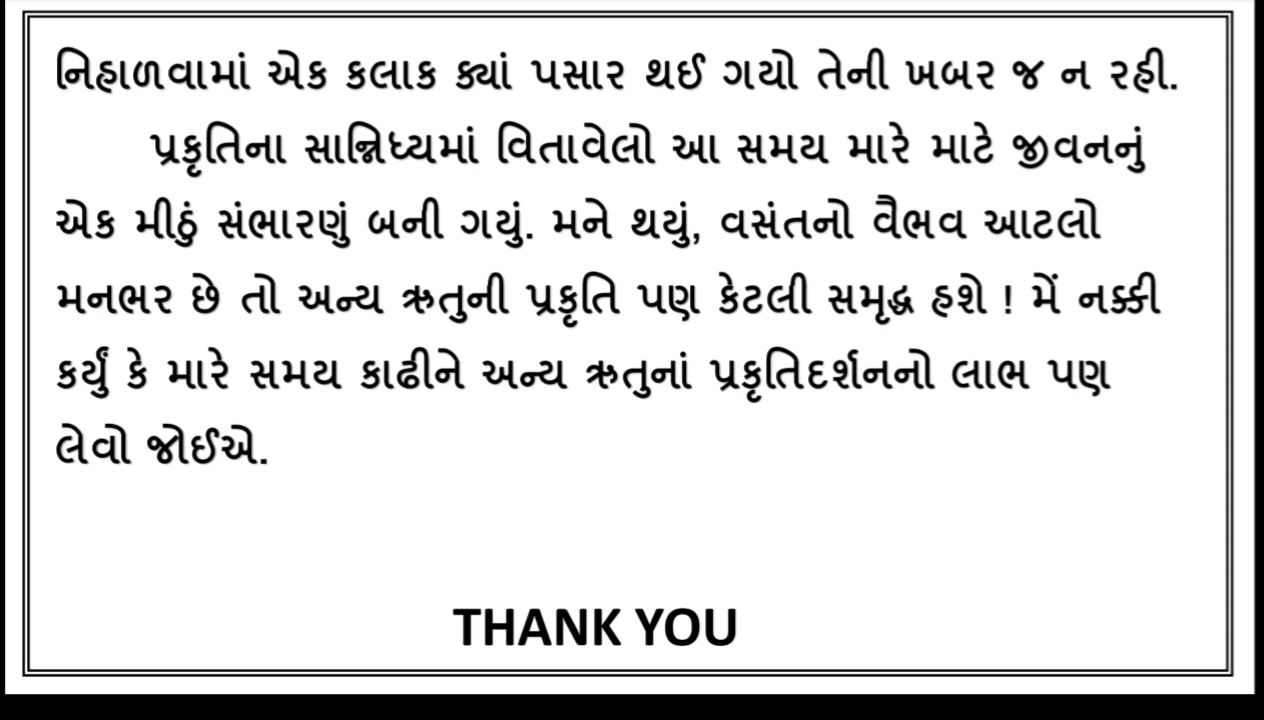 નિહાળવામાં એક કલાક ક્યાં પસાર થઈ ગયો તેની ખબર જ ન રહી.
પ્રકૃતિના સાન્નિધ્યમાં વિતાવેલો આ સમય મારે માટે જીવનનું
એક મીઠું સંભારણું બની ગયું. મને થયું, વસંતનો વૈભવ આટલો
મનભર છે તો અન્ય ઋતુની પ્રકૃતિ પણ કેટલી સમૃદ્ધ હશે ! મેં નક્કી
કર્યું કે મારે સમય કાઢીને અન્ય ઋતુનાં પ્રકૃતિદર્શનનો લાભ પણ
લેવો જોઈએ.
THANK YOU